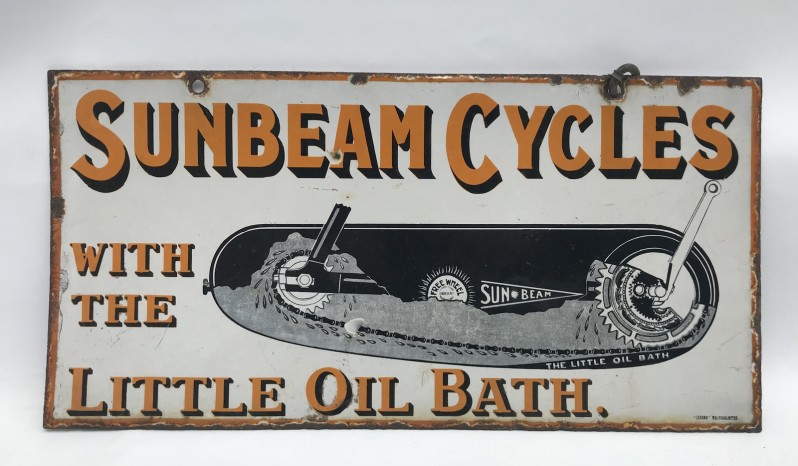 SUNBEAM CYCLES
WITH
THE
FREE WHEEL
SUN BEAM
THE LITTLE OIL BATH
LITTLE OIL BATH.